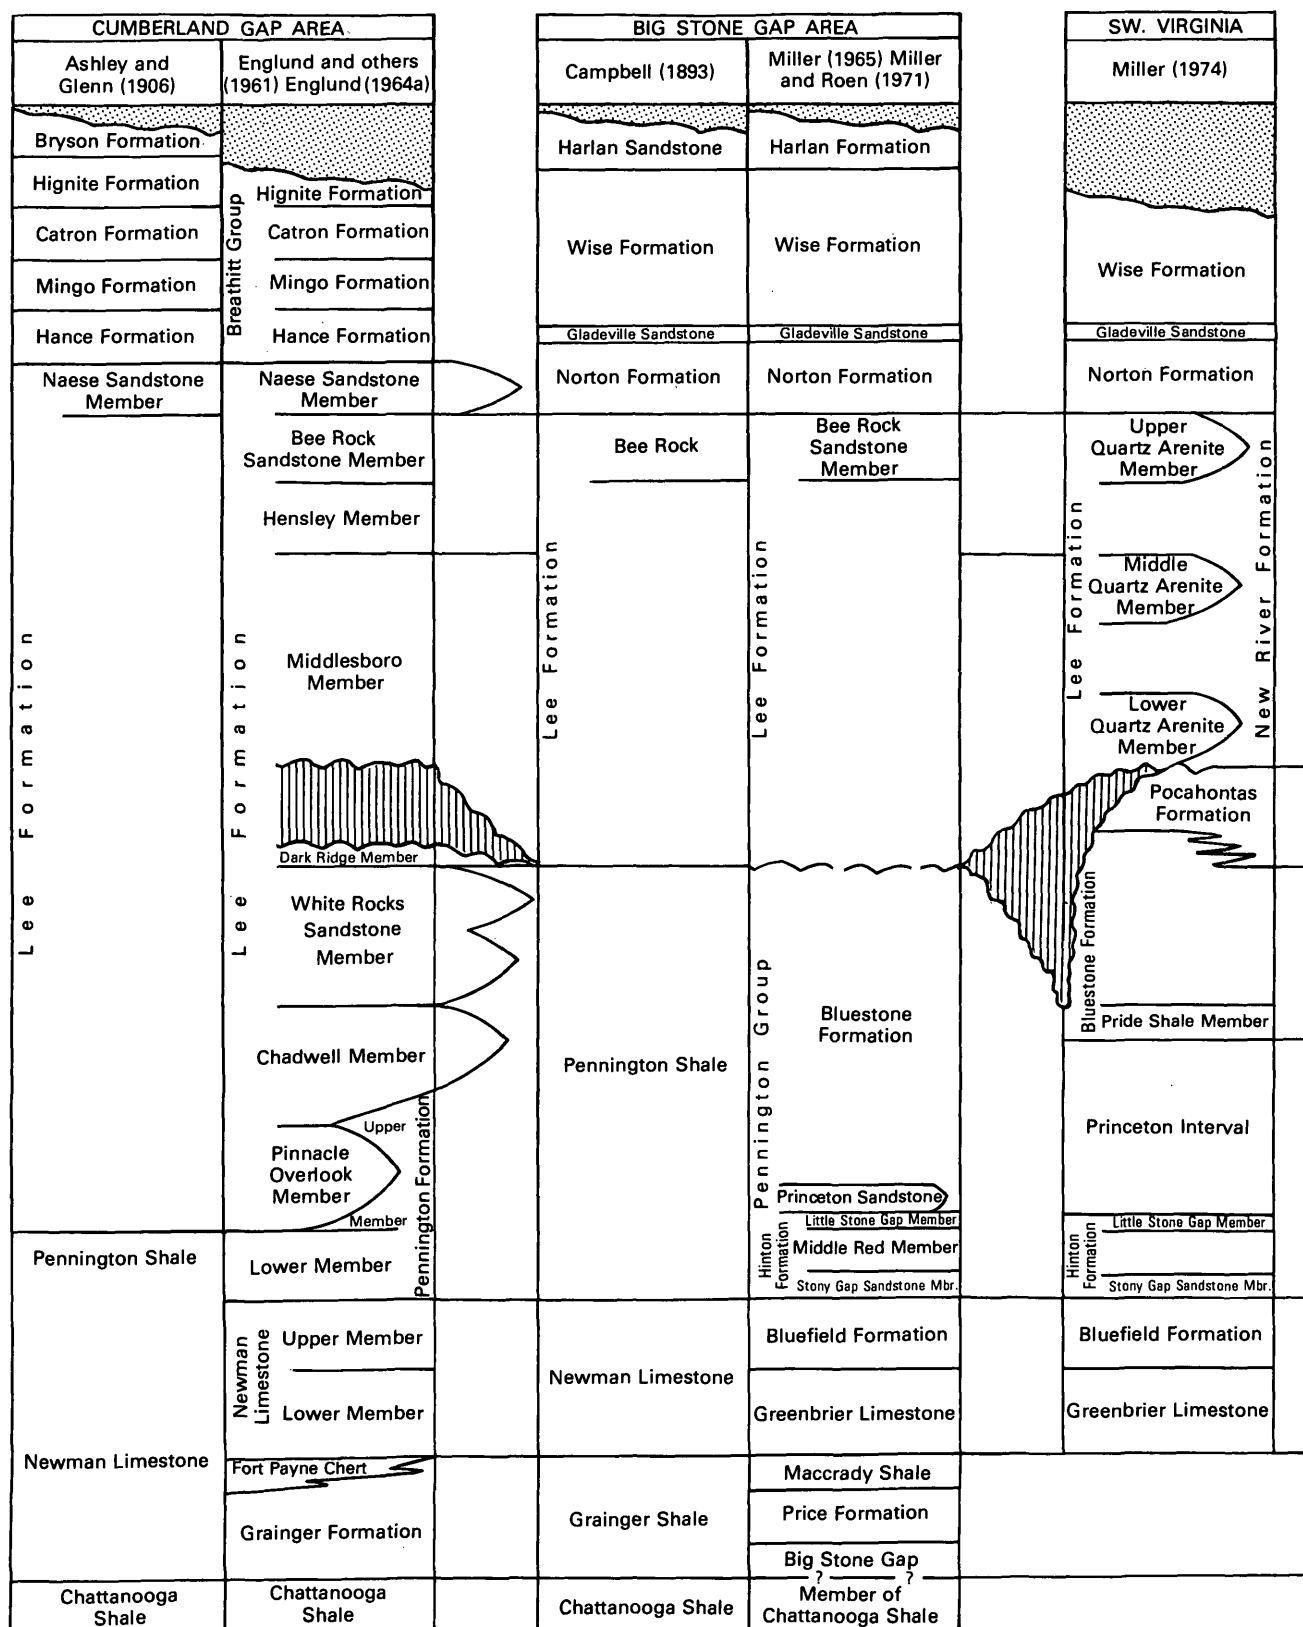 CUMBERLAND GAP AREA
Ashley and
Glenn (1906)
Englund and others
(1961) Englund (1964a)
Bryson Formation
Hignite Formation
Catron Formation
Mingo Formation
Hance Formation
Naese Sandstone
Member
Lee Formation
Pennington Shale
Newman Limestone
Chattanooga
Shale
Breathitt Group
Hignite Formation
Catron Formation
Mingo Formation
Hance Formation
Naese Sandstone
Member
Bee Rock
Sandstone Member
Hensley Member
Lee Formation
Middlesboro
Member
Dark Ridge Member
White Rocks
Sandstone
Member
Chadwell Member
Upper
Pinnacle
Overlook
Member
Member
Pennington Formation
Lower Member
Newman
Limestone
Upper Member
Lower Member
Fort Payne Chert
Grainger Formation
Chattanooga
Shale
BIG STONE GAP AREA
Campbell (1893)
Miller (1965) Miller
and Roen (1971)
Harlan Sandstone
Wise Formation
Gladeville Sandstone
Norton Formation
Bee Rock
Lee Formation
Pennington Shale
Newman Limestone
Grainger Shale
Chattanooga Shale
Harlan Formation
Wise Formation
Gladeville Sandstone
Norton Formation
Bee Rock
Sandstone
Member
Lee Formation
Pennington Group
Bluestone
Formation
Princeton Sandstone
Hinton
Formation
Little Stone Gap Member
Middle Red Member
Stony Gap Sandstone Mbr.
Bluefield Formation
Greenbrier Limestone
Maccrady Shale
Price Formation
Big Stone Gap
? ?
Member of
Chattanooga Shale
SW. VIRGINIA
Miller (1974)
Wise Formation
Gladeville Sandstone
Norton Formation
Upper
Quartz Arenite
Member
Lee Formation
Middle
Quartz Arenite
Member
New River Formation
Lower
Quartz Arenite
Member
Pocahontas
Formation
Bluestone Formation
Pride Shale Member
Princeton Interval
Hinton
Formation
Little Stone Gap Member
Stony Gap Sandstone Mbr.
Bluefield Formation
Greenbrier Limestone